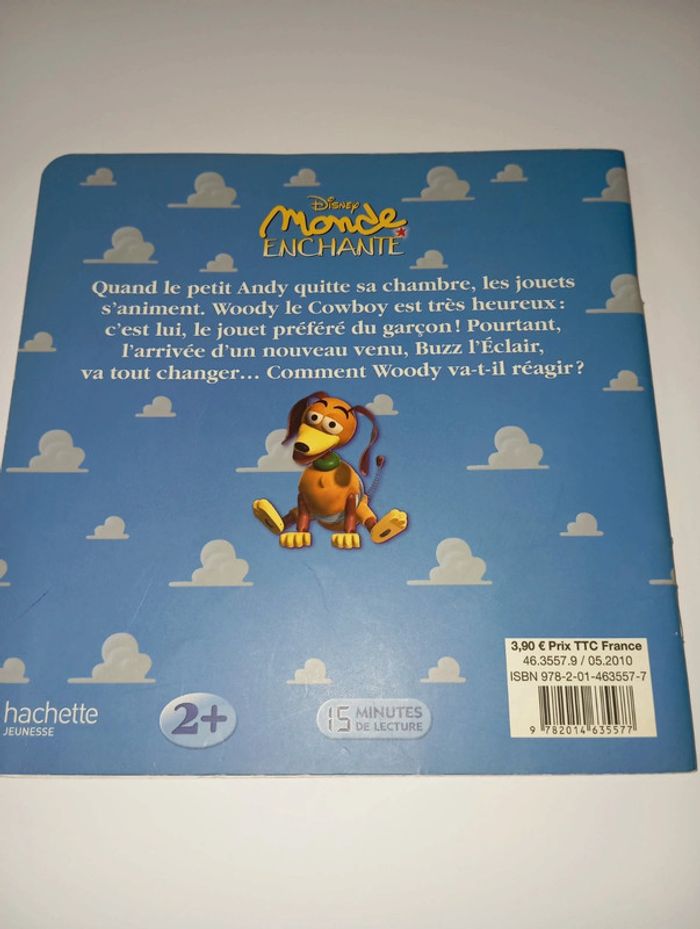 DISNEY
Monde
ENCHANTÉ
Quand le petit Andy quitte sa chambre, les jouets
s'animent. Woody le Cowboy est très heureux :
c'est lui, le jouet préféré du garçon ! Pourtant,
l'arrivée d'un nouveau venu, Buzz l'Éclair,
va tout changer... Comment Woody va-t-il réagir ?
3,90 € Prix TTC France
46.3557.9 / 05.2010
ISBN 978-2-01-463557-7
9 782014 635577
hachette
JEUNESSE
2+
15 MINUTES
DE LECTURE